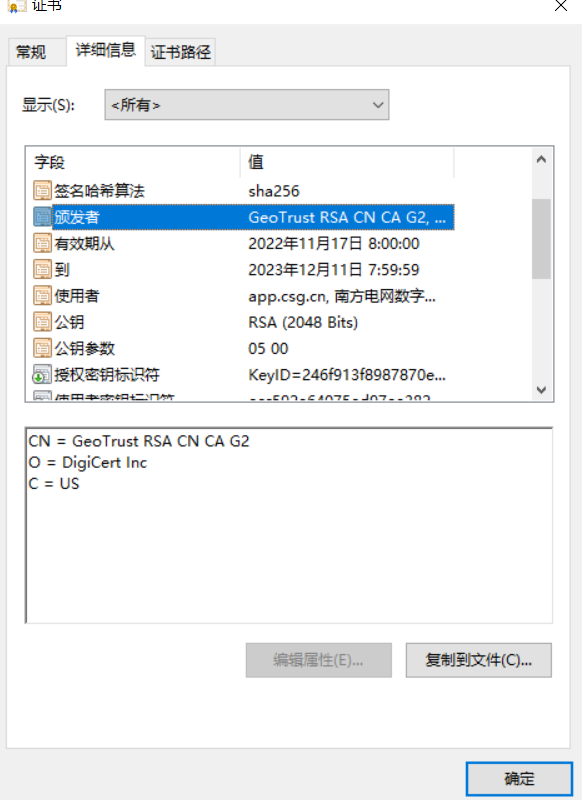 证书
常规 详细信息 证书路径
显示(S): <所有>
字段 值
签名哈希算法 sha256
颁发者 GeoTrust RSA CN CA G2, ...
有效期从 2022年11月17日 8:00:00
到 2023年12月11日 7:59:59
使用者 app.csg.cn, 南方电网数字...
公钥 RSA (2048 Bits)
公钥参数 05 00
授权密钥标识符 KeyID=246f913f8987870e...
使用者密钥标识符
CN = GeoTrust RSA CN CA G2
O = DigiCert Inc
C = US
编辑属性(E)... 复制到文件(C)...
确定